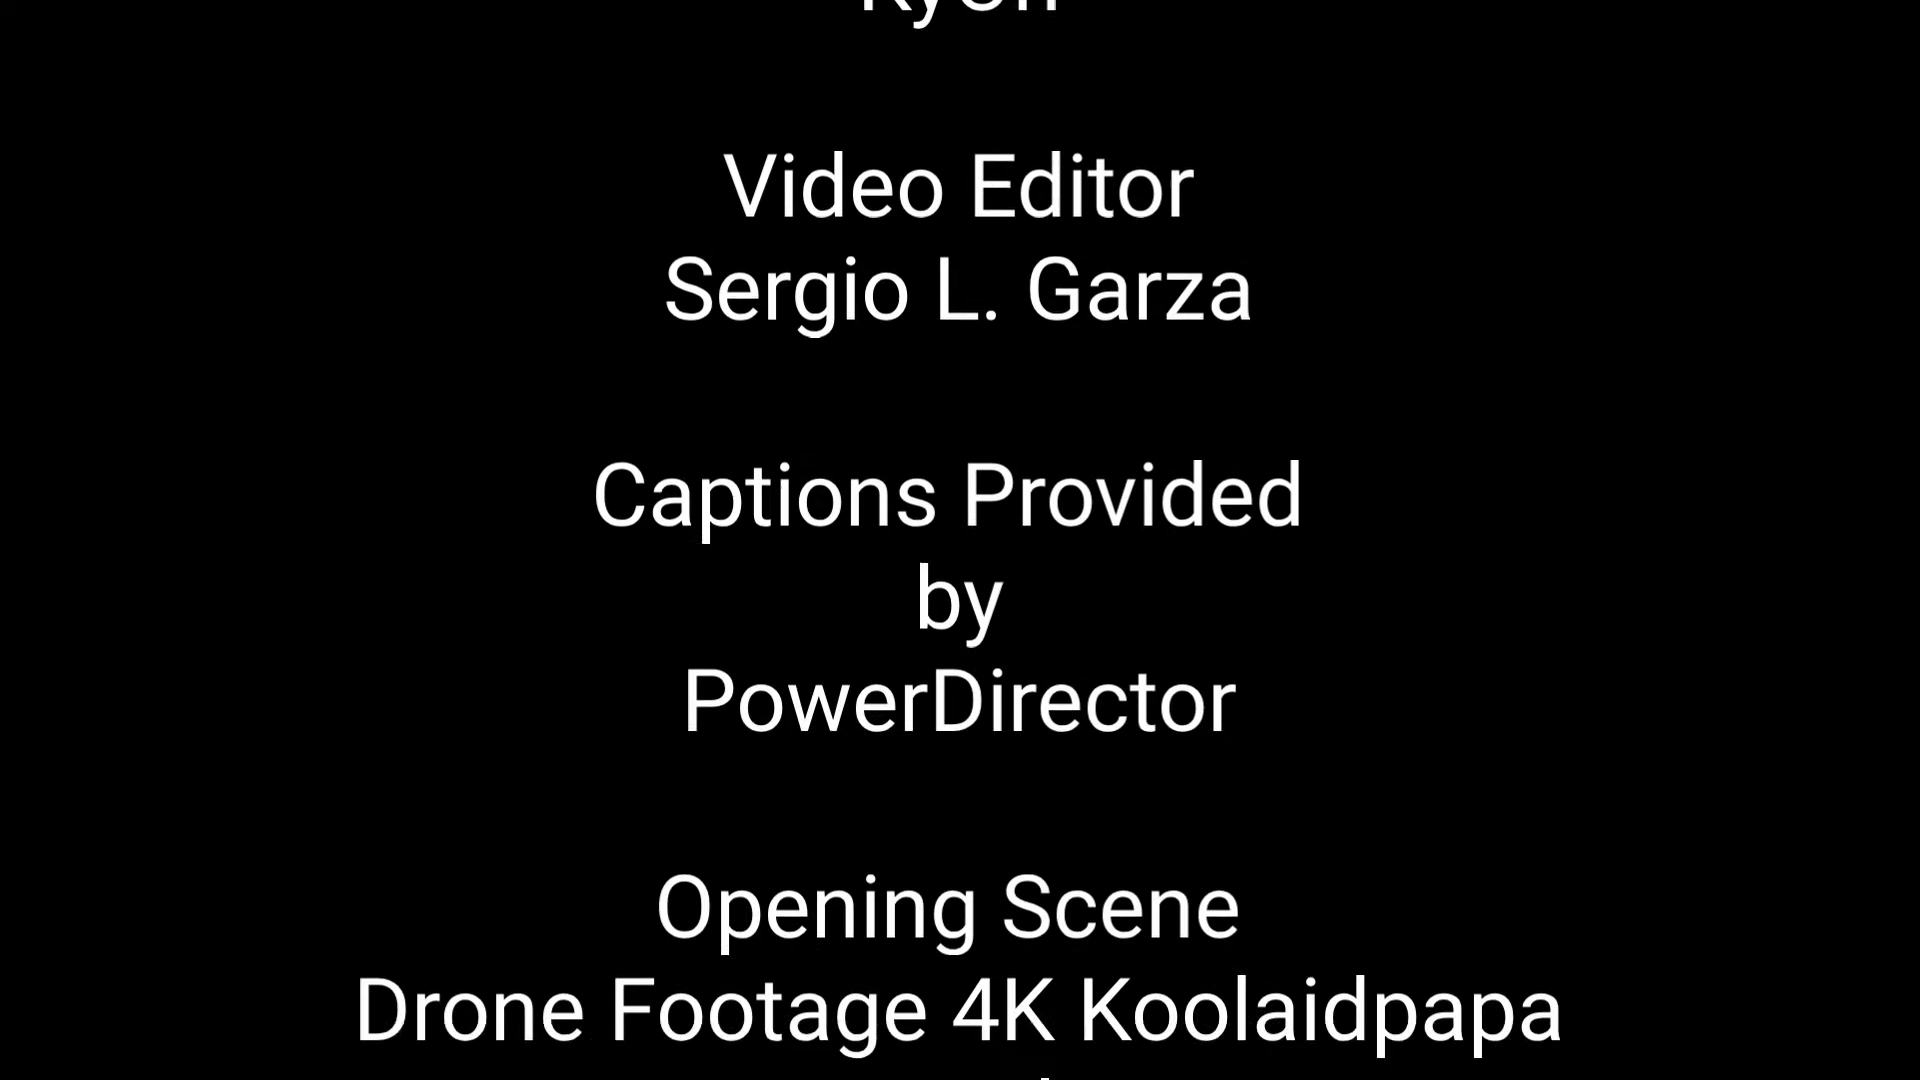 Video Editor
Sergio L. Garza
Captions Provided
by
PowerDirector
Opening Scene
Drone Footage 4K Koolaidpapa